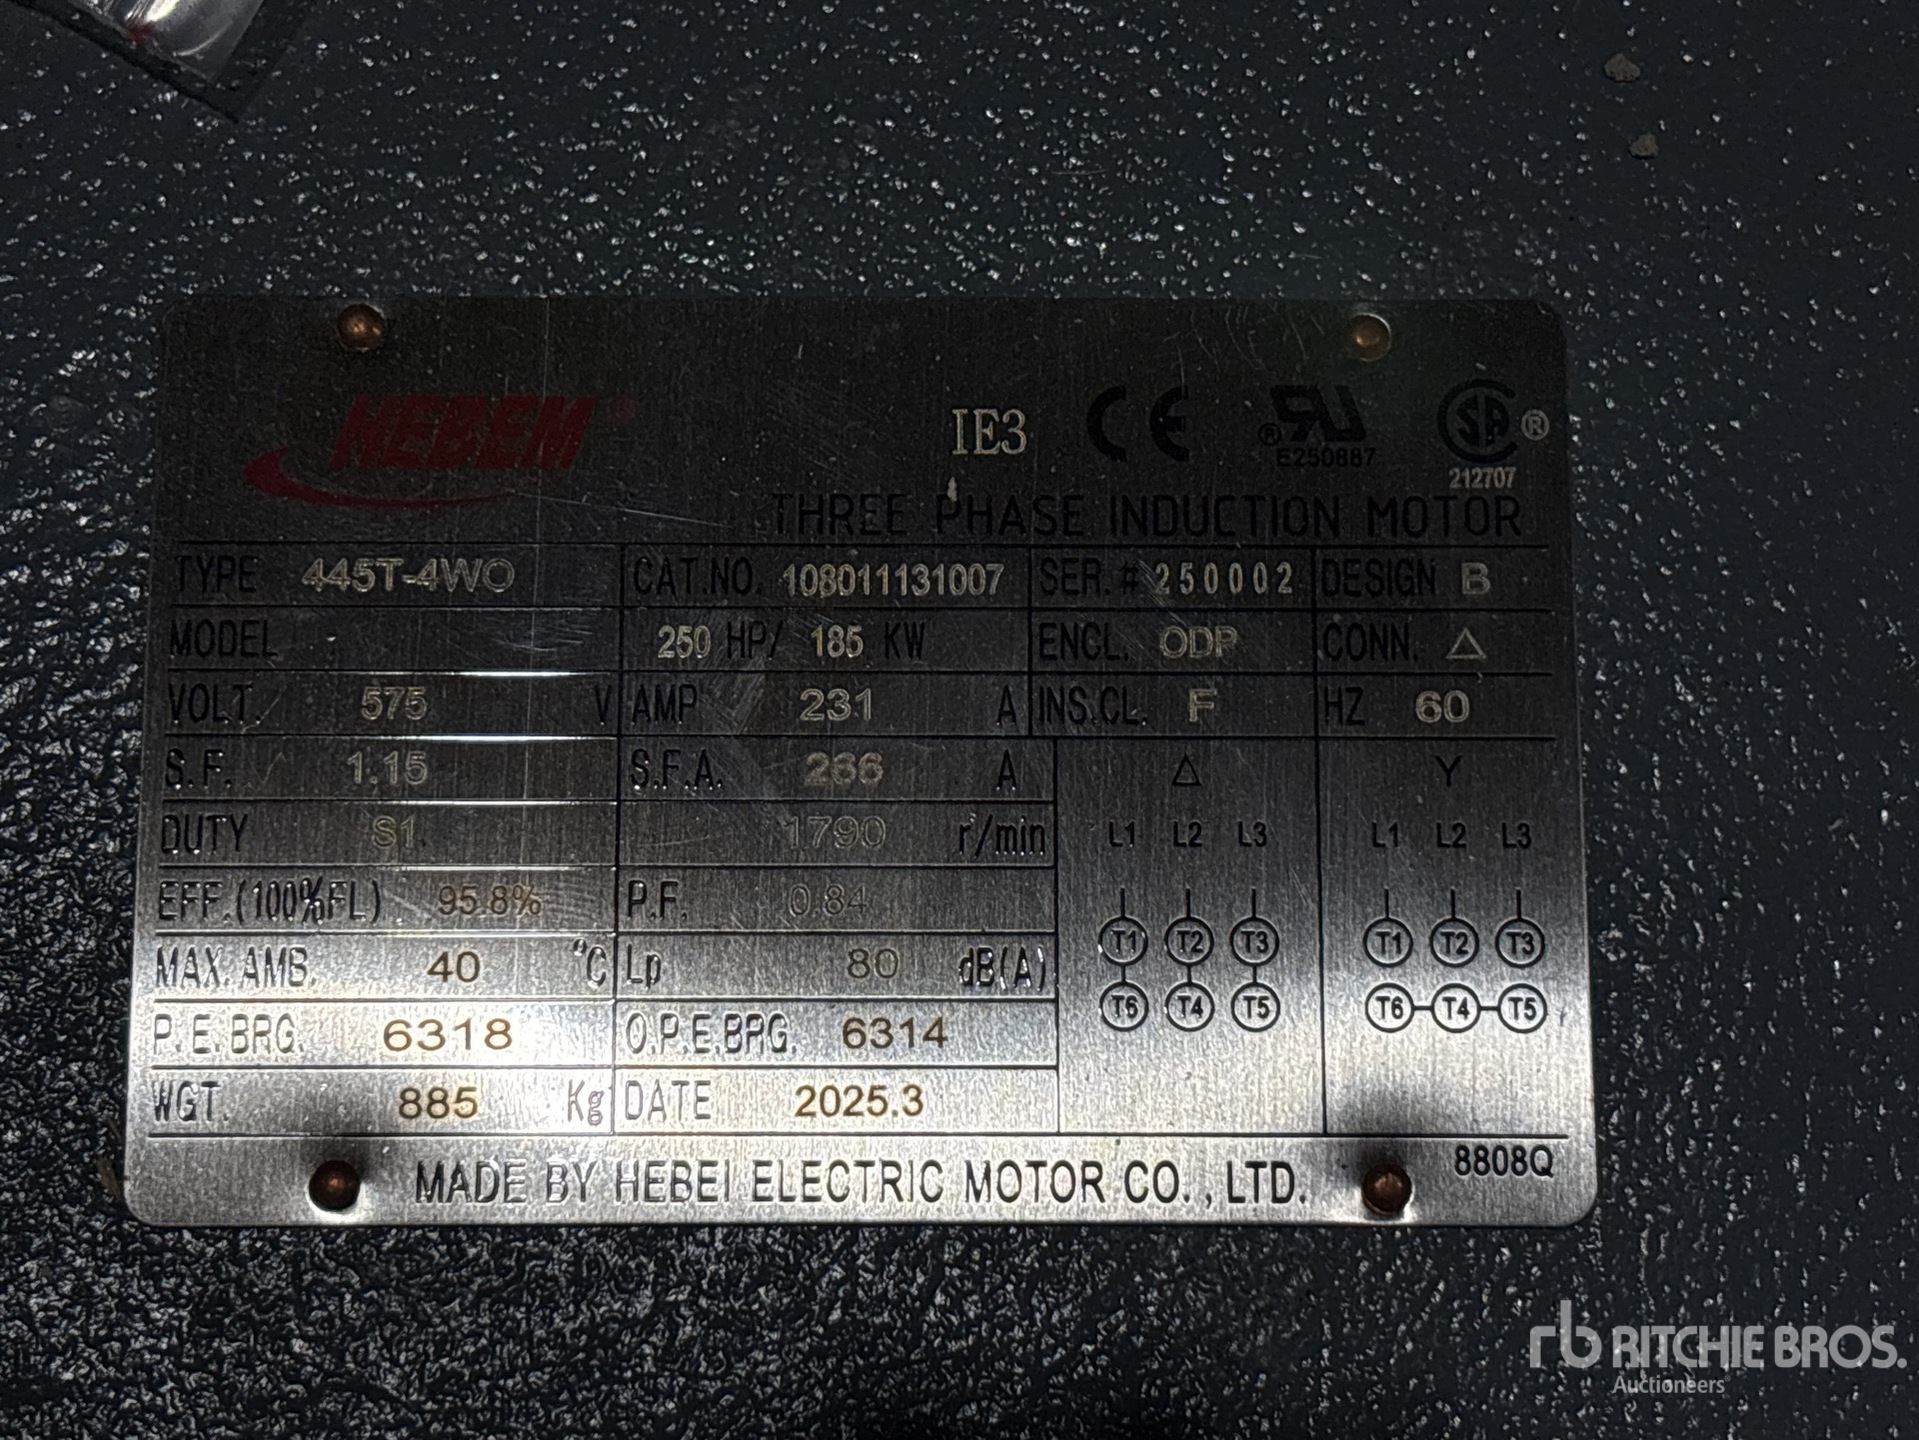 HEBEM®
IE3 CE ®RU E250887 SA ® 212707
THREE PHASE INDUCTION MOTOR
TYPE 445T-4WO CAT.NO. 108011131007 SER.# 250002 DESIGN B
MODEL 250 HP/ 185 KW ENCL. ODP CONN. △
VOLT. 575 V AMP 231 A INS.CL. F HZ 60
S.F. 1.15 S.F.A. 266 A △ Y
DUTY S1 1790 r/min L1 L2 L3 L1 L2 L3
EFF.(100%FL) 95.8% P.F. 0.84
MAX. AMB. 40 °C Lp 80 dB(A) T1 T2 T3 T1 T2 T3
P.E.BRG. 6318 O.P.E.BRG. 6314 T6 T4 T5 T6 T4 T5
WGT. 885 Kg DATE 2025.3
MADE BY HEBEI ELECTRIC MOTOR CO., LTD. 8808Q
rb RITCHIE BROS.
Auctioneers